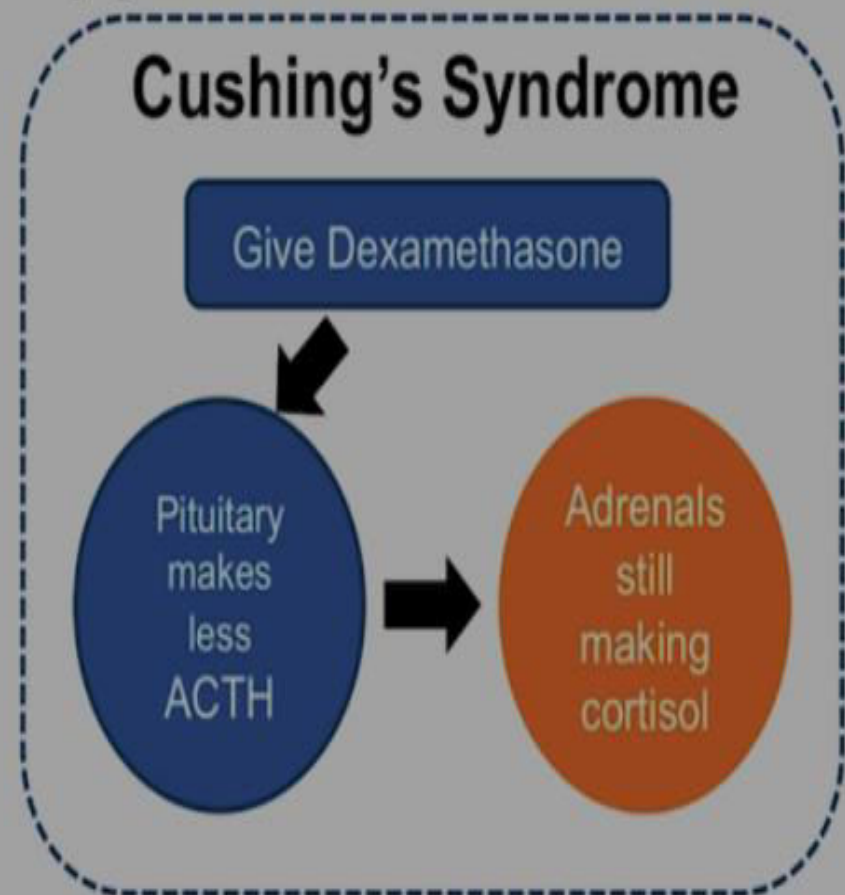 Cushing's Syndrome
Give Dexamethasone
Pituitary
makes
less
ACTH
Adrenals
still
making
cortisol